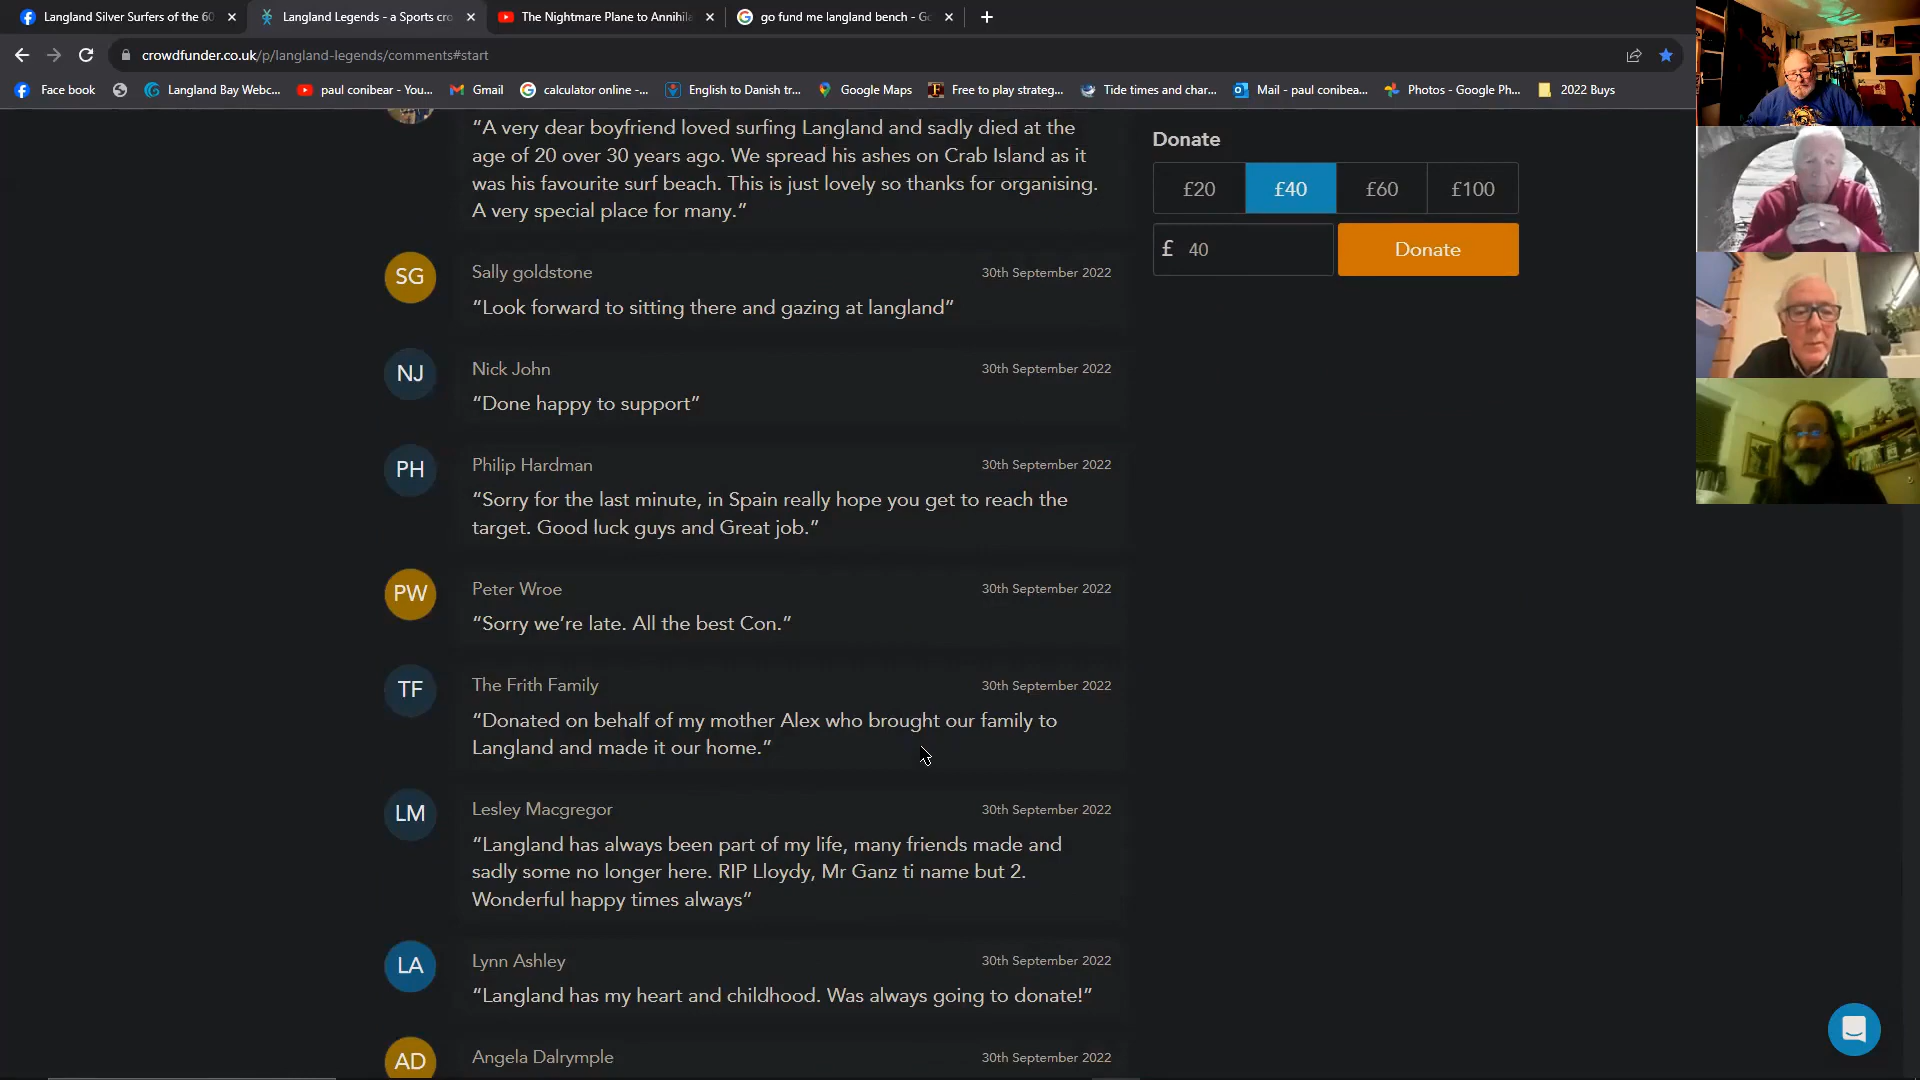 Langland Silver Surfers of the 60
Langland Legends - a Sports cro
The Nightmare Plane to Annihila
go fund me langland bench - Go
crowdfunder.co.uk/p/langland-legends/comments#start
Face book
Langland Bay Webc...
paul conibear - You...
Gmail
calculator online -...
English to Danish tr...
Google Maps
Free to play strateg...
Tide times and char...
Mail - paul conibea...
Photos - Google Ph...
2022 Buys
“A very dear boyfriend loved surfing Langland and sadly died at the
age of 20 over 30 years ago. We spread his ashes on Crab Island as it
was his favourite surf beach. This is just lovely so thanks for organising.
A very special place for many.”
SG
Sally goldstone
30th September 2022
“Look forward to sitting there and gazing at langland”
NJ
Nick John
30th September 2022
“Done happy to support”
PH
Philip Hardman
30th September 2022
“Sorry for the last minute, in Spain really hope you get to reach the
target. Good luck guys and Great job.”
PW
Peter Wroe
30th September 2022
“Sorry we’re late. All the best Con.”
TF
The Frith Family
30th September 2022
“Donated on behalf of my mother Alex who brought our family to
Langland and made it our home.”
LM
Lesley Macgregor
30th September 2022
“Langland has always been part of my life, many friends made and
sadly some no longer here. RIP Lloydy, Mr Ganz ti name but 2.
Wonderful happy times always”
LA
Lynn Ashley
30th September 2022
“Langland has my heart and childhood. Was always going to donate!”
AD
Angela Dalrymple
30th September 2022
Donate
£20
£40
£60
£100
£ 40
Donate